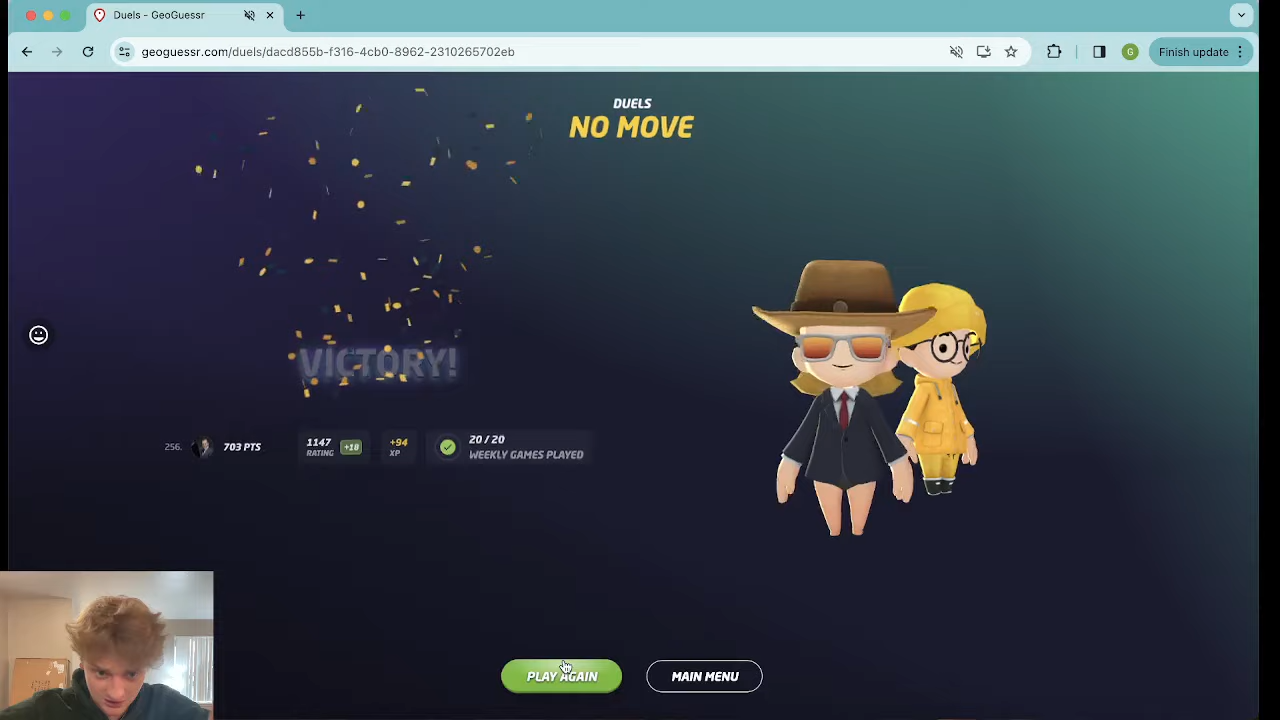 Duels - GeoGuessr
geoguessr.com/duels/dacd855b-f316-4cb0-8962-2310265702eb
G
Finish update
DUELS
NO MOVE
VICTORY!
256.
703 PTS
1147
RATING
+18
+94
XP
20 / 20
WEEKLY GAMES PLAYED
PLAY AGAIN
MAIN MENU